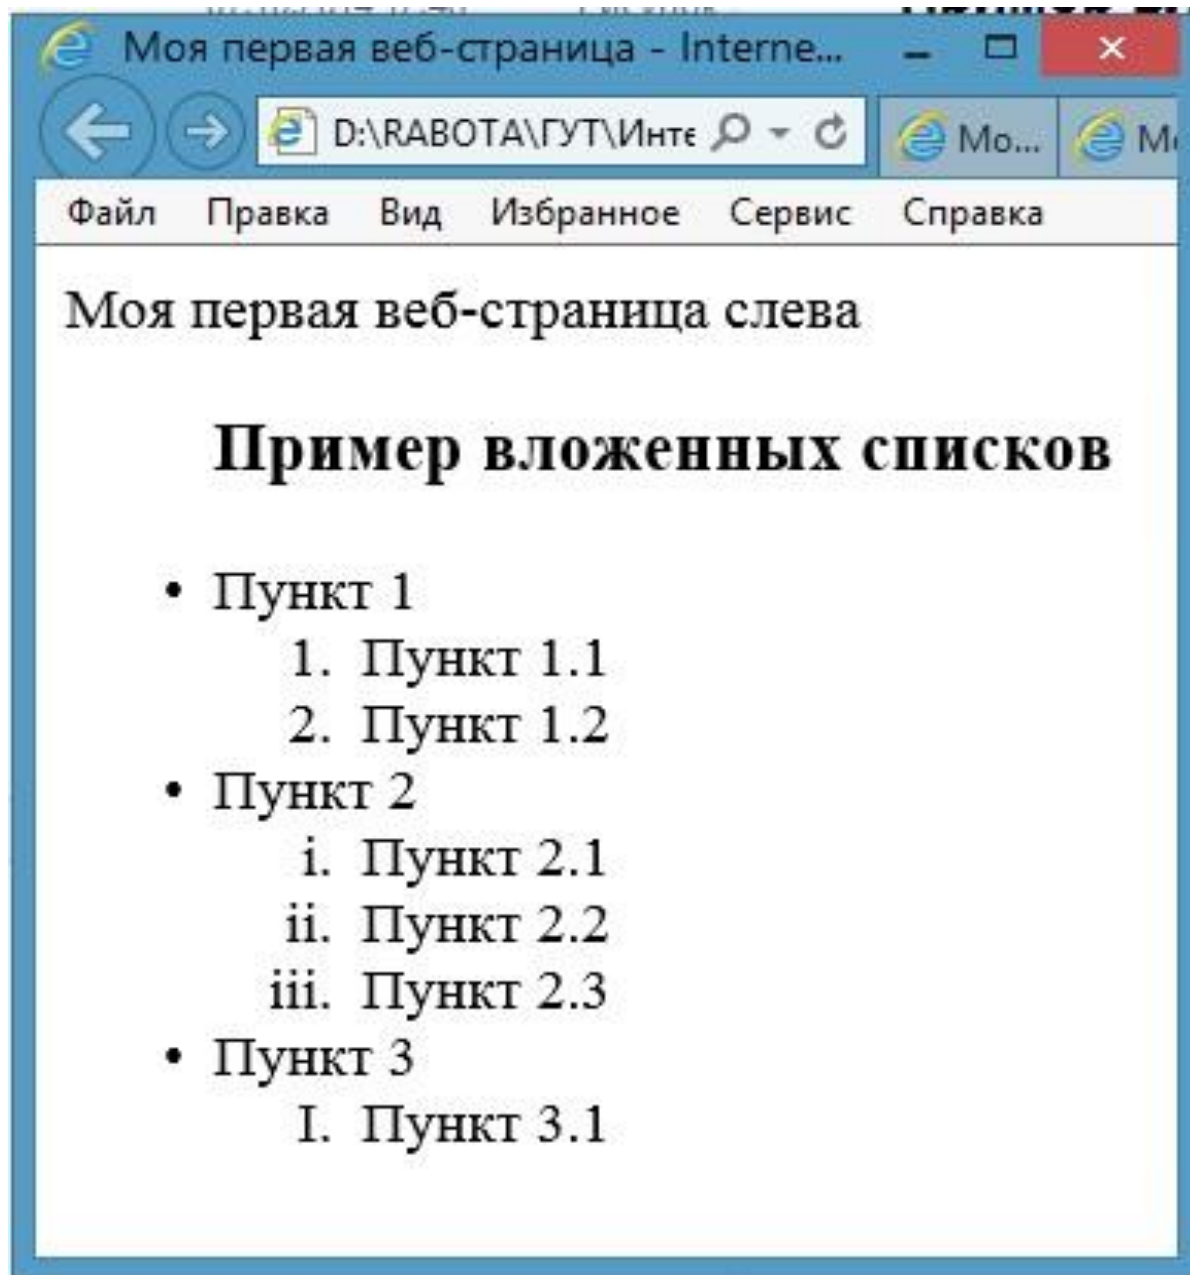 Моя первая веб-страница - Interne...
D:\RABOTA\ГУТ\Инте
Мо...
Файл Правка Вид Избранное Сервис Справка
Моя первая веб-страница слева
Пример вложенных списков
• Пункт 1
1. Пункт 1.1
2. Пункт 1.2
• Пункт 2
i. Пункт 2.1
ii. Пункт 2.2
iii. Пункт 2.3
• Пункт 3
I. Пункт 3.1